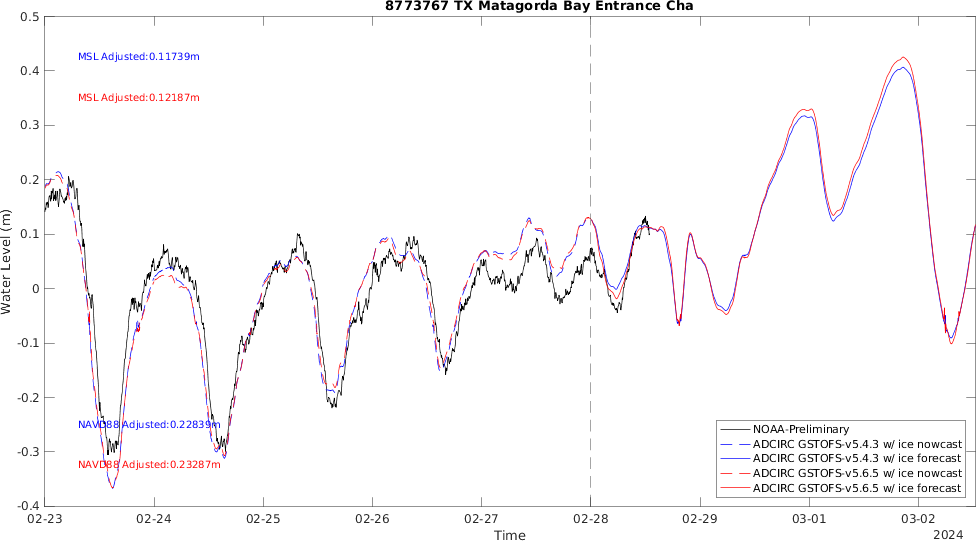 8773767 TX Matagorda Bay Entrance Cha
0.5
0.4
0.3
0.2
0.1
0
-0.1
-0.2
-0.3
-0.4
Water Level (m)
MSL Adjusted:0.11739m
MSL Adjusted:0.12187m
NAVD88 Adjusted:0.22839m
NAVD88 Adjusted:0.23287m
NOAA-Preliminary
ADCIRC GSTOFS-v5.4.3 w/ ice nowcast
ADCIRC GSTOFS-v5.4.3 w/ ice forecast
ADCIRC GSTOFS-v5.6.5 w/ ice nowcast
ADCIRC GSTOFS-v5.6.5 w/ ice forecast
02-23 02-24 02-25 02-26 02-27 02-28 02-29 03-01 03-02
Time
2024